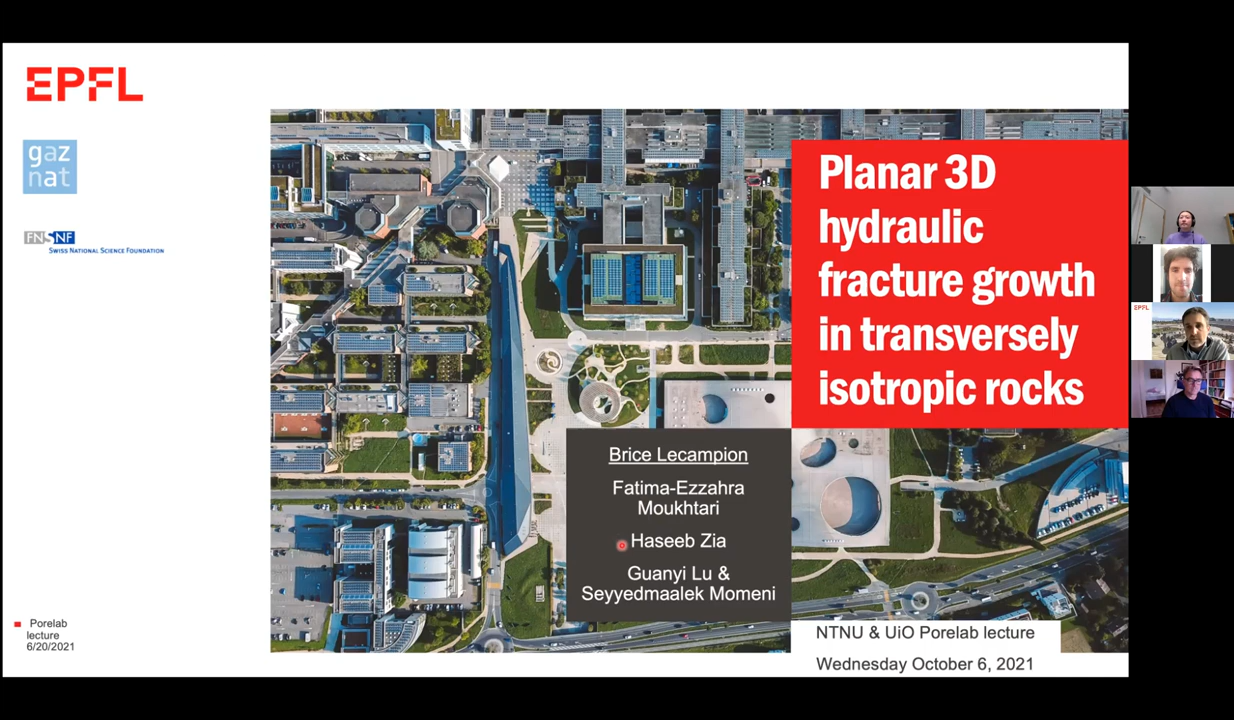 EPFL
gaz
nat
FNSNF
SWISS NATIONAL SCIENCE FOUNDATION
Planar 3D
hydraulic
fracture growth
in transversely
isotropic rocks
Brice Lecampion
Fatima-Ezzahra
Moukhtari
Haseeb Zia
Guanyi Lu &
Seyyedmaalek Momeni
NTNU & UiO Porelab lecture
Wednesday October 6, 2021
Porelab
lecture
6/20/2021
EPFL